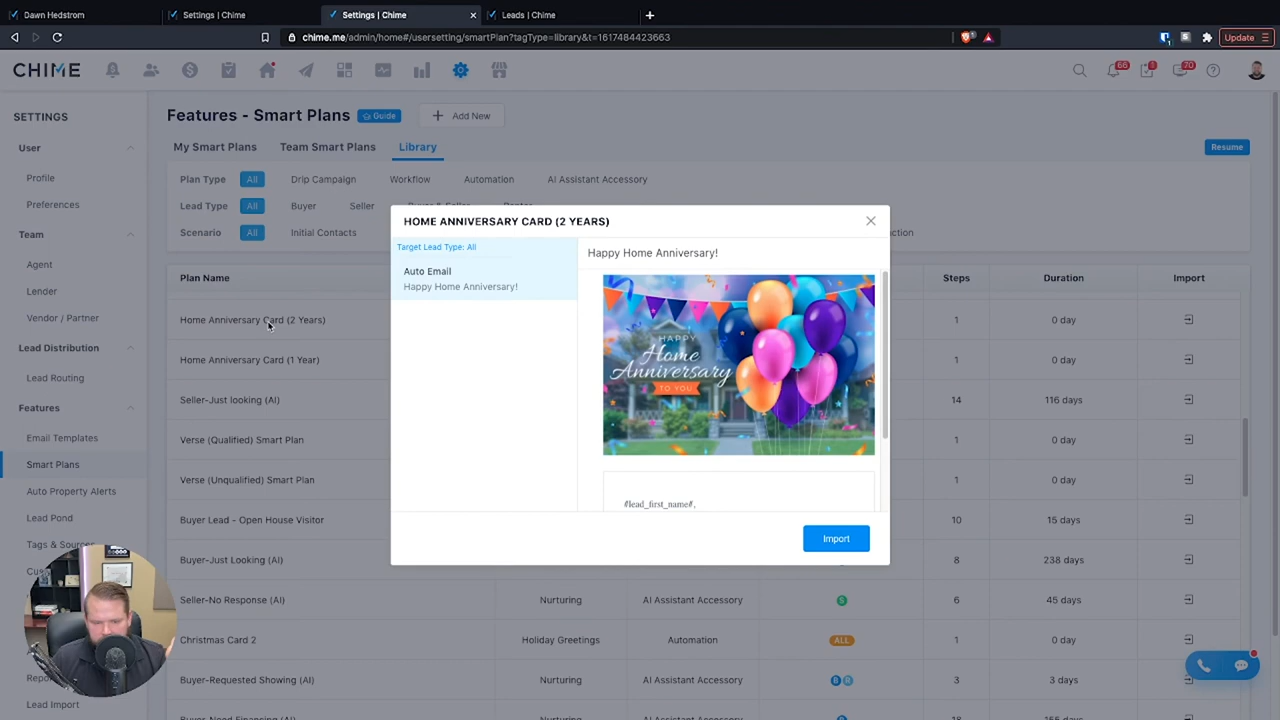 Dawn Hedstrom
Settings | Chime
Settings | Chime
Leads | Chime
chime.me/admin/home#/usersetting/smartPlan?tagType=library&t=1617484423663
Update
CHIME
66
8
70
SETTINGS
User
Profile
Preferences
Team
Agent
Lender
Vendor / Partner
Lead Distribution
Lead Routing
Features
Email Templates
Smart Plans
Auto Property Alerts
Lead Pond
Tags &
Lead Import
Features - Smart Plans
Guide
Add New
My Smart Plans
Team Smart Plans
Library
Resume
Plan Type
All
Drip Campaign
Workflow
Automation
AI Assistant Accessory
Lead Type
All
Buyer
Seller
Scenario
All
Initial Contacts
Plan Name
Steps
Duration
Import
Home Anniversary Card (2 Years)
1
0 day
Home Anniversary Card (1 Year)
1
0 day
Seller-Just looking (AI)
14
116 days
Verse (Qualified) Smart Plan
1
0 day
Verse (Unqualified) Smart Plan
1
0 day
Buyer Lead - Open House Visitor
10
15 days
Buyer-Just Looking (AI)
8
238 days
Seller-No Response (AI)
Nurturing
AI Assistant Accessory
S
6
45 days
Christmas Card 2
Holiday Greetings
Automation
ALL
1
0 day
Buyer-Requested Showing (AI)
Nurturing
AI Assistant Accessory
B
R
3
3 days
Buyer-Need Financing (AI)
HOME ANNIVERSARY CARD (2 YEARS)
Target Lead Type: All
Auto Email
Happy Home Anniversary!
Happy Home Anniversary!
HAPPY
Home
Anniversary
TO YOU
#lead_first_name#,
Import